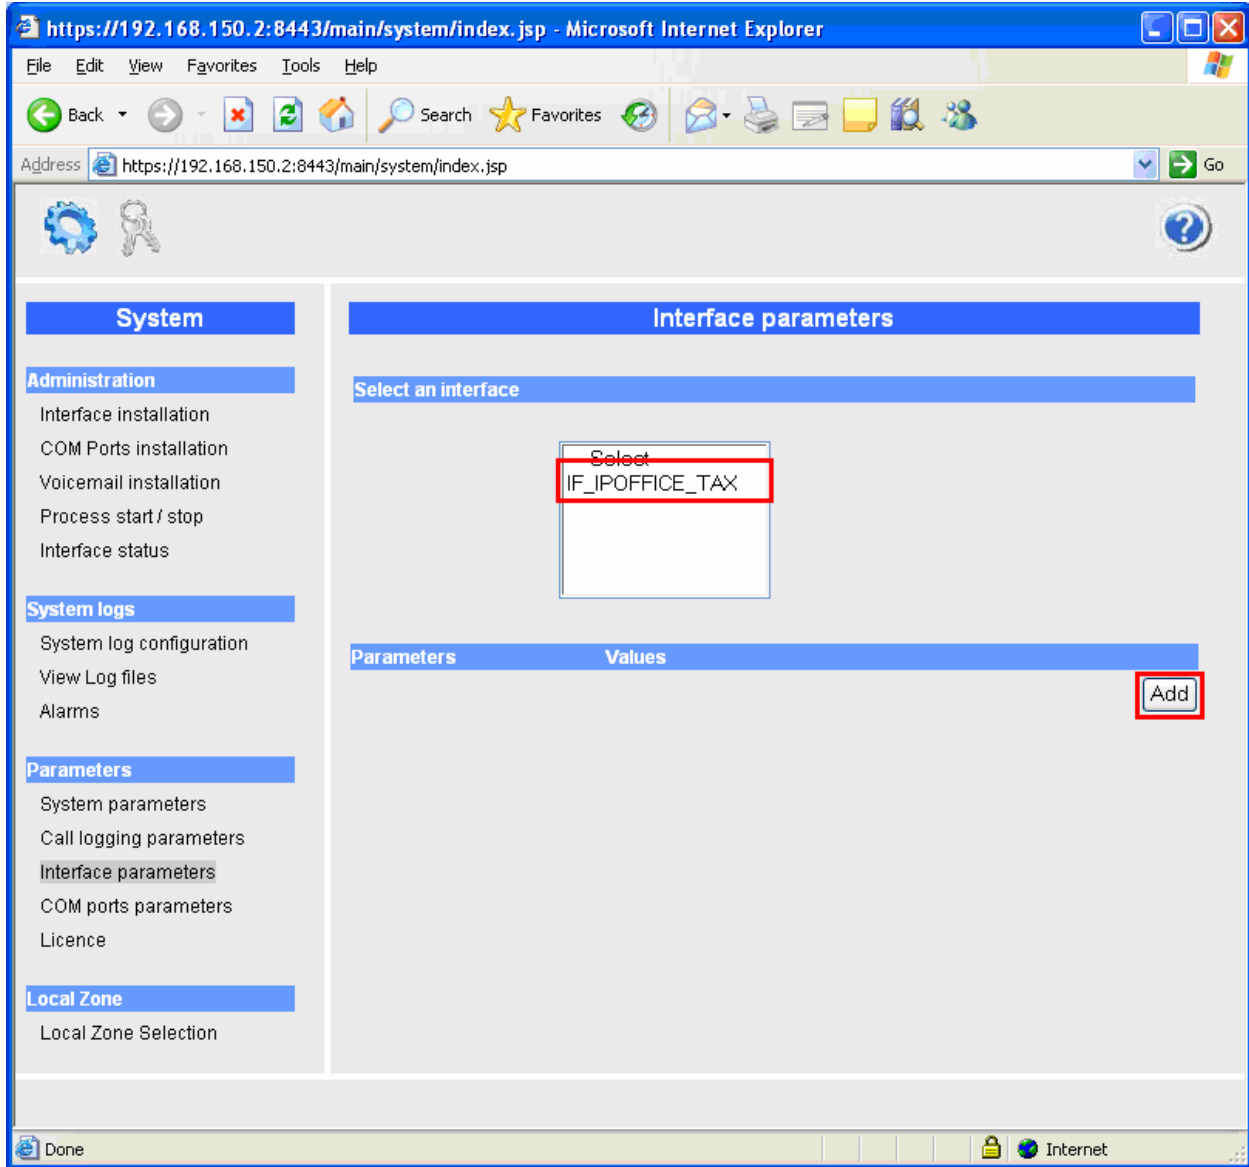 https://192.168.150.2:8443/main/system/index.jsp - Microsoft Internet Explorer
File Edit View Favorites Tools Help
Back Search Favorites
Address https://192.168.150.2:8443/main/system/index.jsp Go
System
Administration
Interface installation
COM Ports installation
Voicemail installation
Process start / stop
Interface status
System logs
System log configuration
View Log files
Alarms
Parameters
System parameters
Call logging parameters
Interface parameters
COM ports parameters
Licence
Local Zone
Local Zone Selection
Interface parameters
Select an interface
Select
IF_IPOFFICE_TAX
Parameters Values
Add
Done Internet